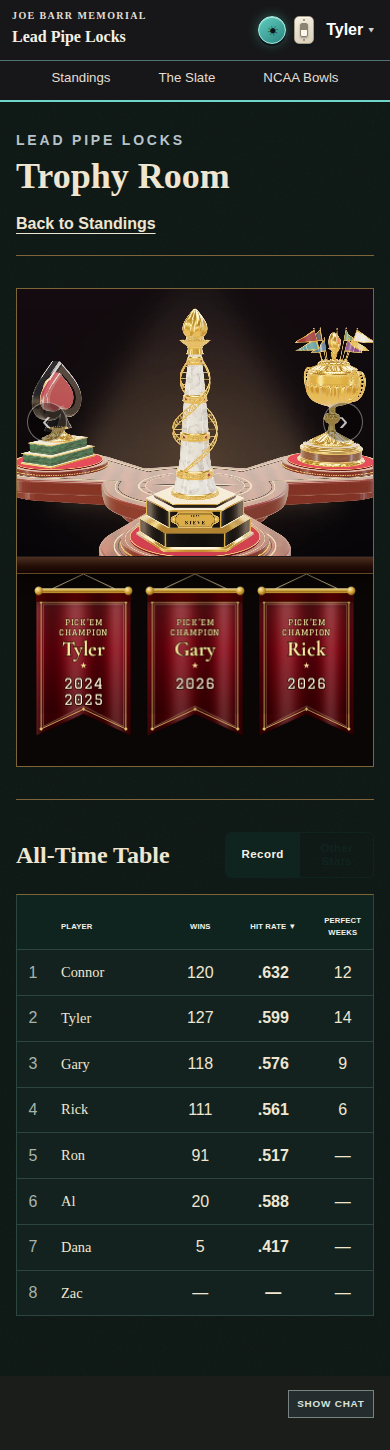 JOE BARR MEMORIAL
Lead Pipe Locks
Tyler ▾
Standings The Slate NCAA Bowls
LEAD PIPE LOCKS
Trophy Room
Back to Standings
‹ ›
STEVE
PICK'EM CHAMPION Tyler ★ 2024 2025
PICK'EM CHAMPION Gary 2026
PICK'EM CHAMPION Rick ★ 2026
All-Time Table
Record
Other Stats
PLAYER WINS HIT RATE ▼ PERFECT WEEKS
1 Connor 120 .632 12
2 Tyler 127 .599 14
3 Gary 118 .576 9
4 Rick 111 .561 6
5 Ron 91 .517 —
6 Al 20 .588 —
7 Dana 5 .417 —
8 Zac — — —
SHOW CHAT